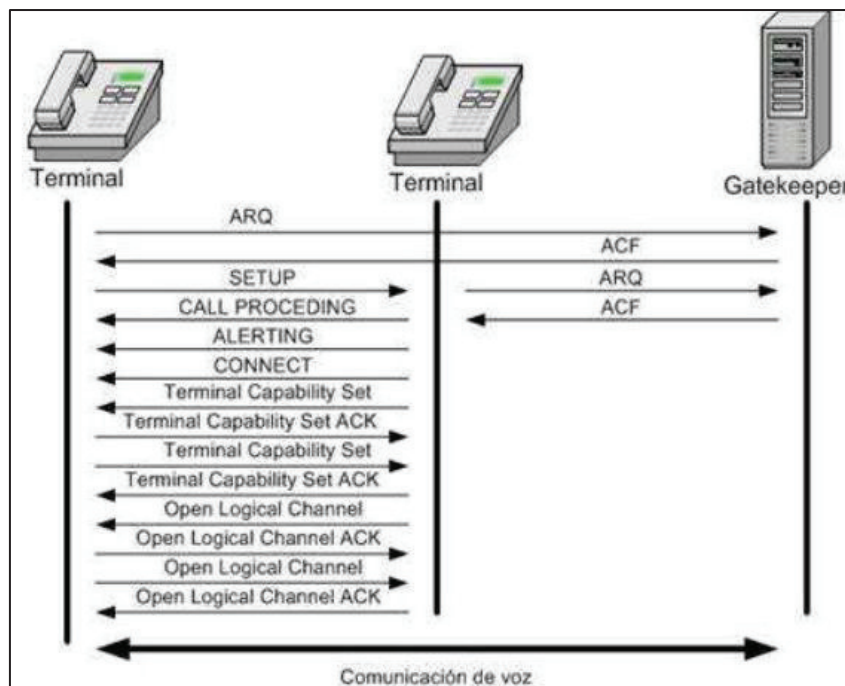 Terminal
Terminal
Gatekeeper
ARQ
ACF
SETUP
ARQ
CALL PROCEDING
ACF
ALERTING
CONNECT
Terminal Capability Set
Terminal Capability Set ACK
Terminal Capability Set
Terminal Capability Set ACK
Open Logical Channel
Open Logical Channel ACK
Open Logical Channel
Open Logical Channel ACK
Comunicación de voz